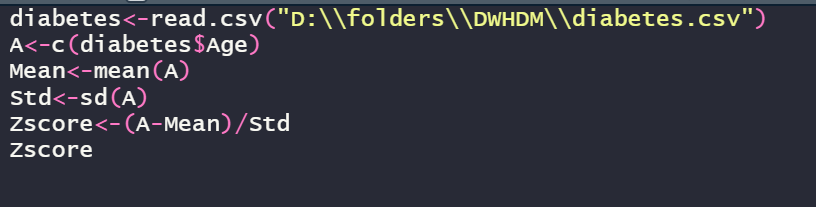 diabetes<-read.csv("D:\\folders\\DWHDM\\diabetes.csv")
A<-c(diabetes$Age)
Mean<-mean(A)
Std<-sd(A)
Zscore<-(A-Mean)/Std
Zscore